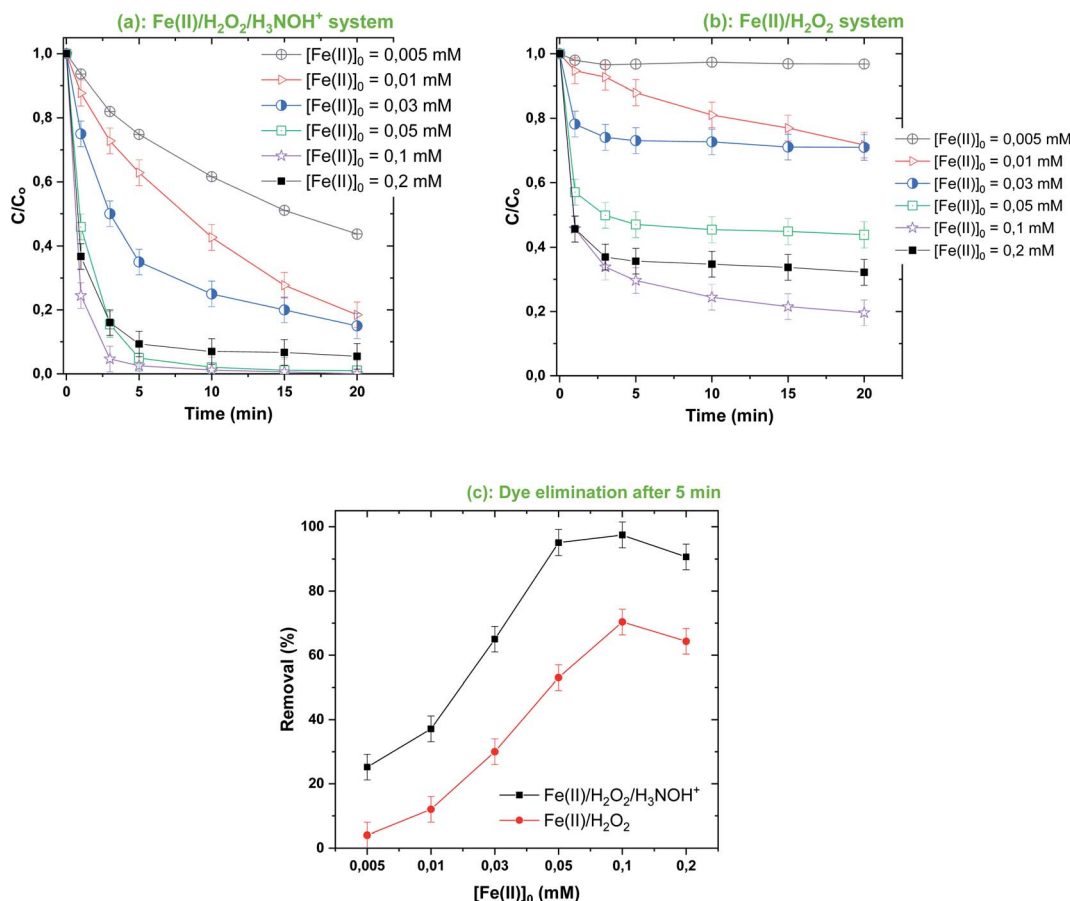 (a): Fe(II)/H₂O₂/H₃NOH⁺ system
1,0
0,8
0,6
0,4
0,2
0,0
C/Cₒ
0
5
10
15
20
Time (min)
[Fe(II)]₀ = 0,005 mM
[Fe(II)]₀ = 0,01 mM
[Fe(II)]₀ = 0,03 mM
[Fe(II)]₀ = 0,05 mM
[Fe(II)]₀ = 0,1 mM
[Fe(II)]₀ = 0,2 mM
(b): Fe(II)/H₂O₂ system
1,0
0,8
0,6
0,4
0,2
0,0
C/Cₒ
0
5
10
15
20
Time (min)
[Fe(II)]₀ = 0,005 mM
[Fe(II)]₀ = 0,01 mM
[Fe(II)]₀ = 0,03 mM
[Fe(II)]₀ = 0,05 mM
[Fe(II)]₀ = 0,1 mM
[Fe(II)]₀ = 0,2 mM
(c): Dye elimination after 5 min
100
80
60
40
20
0
Removal (%)
Fe(II)/H₂O₂/H₃NOH⁺
Fe(II)/H₂O₂
0,005
0,01
0,03
0,05
0,1
0,2
[Fe(II)]₀ (mM)